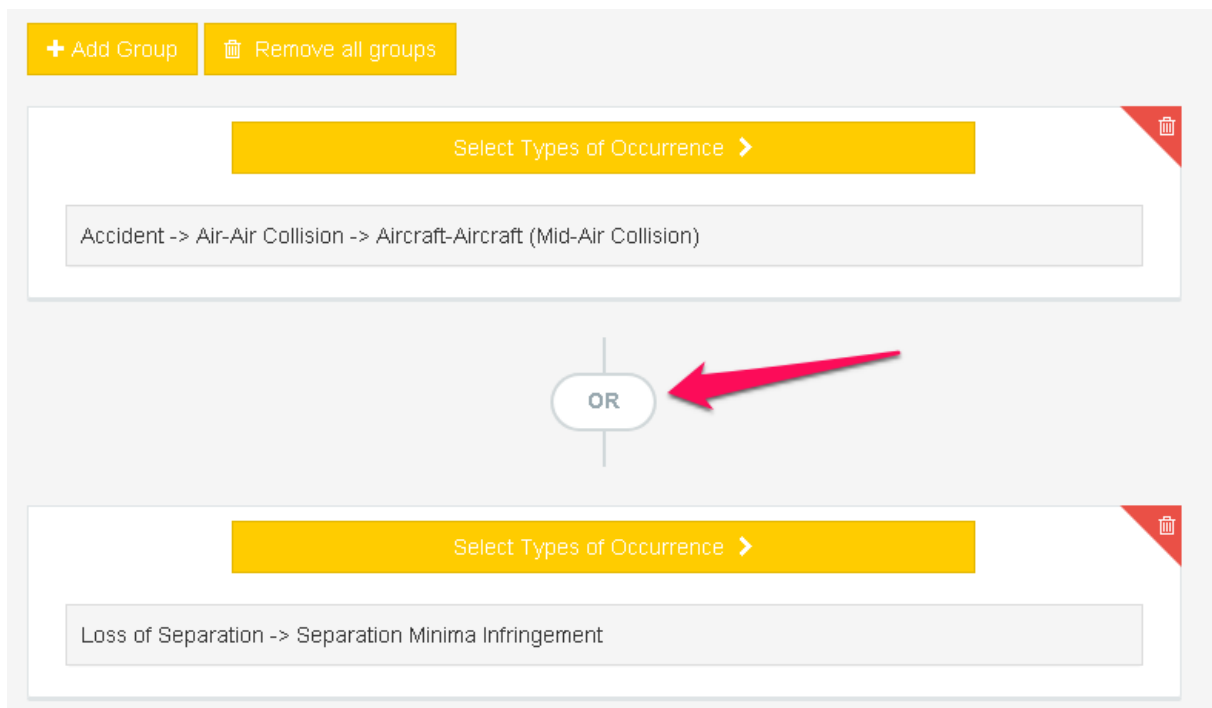 Add Group
Remove all groups
Select Types of Occurrence
Accident -> Air-Air Collision -> Aircraft-Aircraft (Mid-Air Collision)
OR
Select Types of Occurrence
Loss of Separation -> Separation Minima Infringement